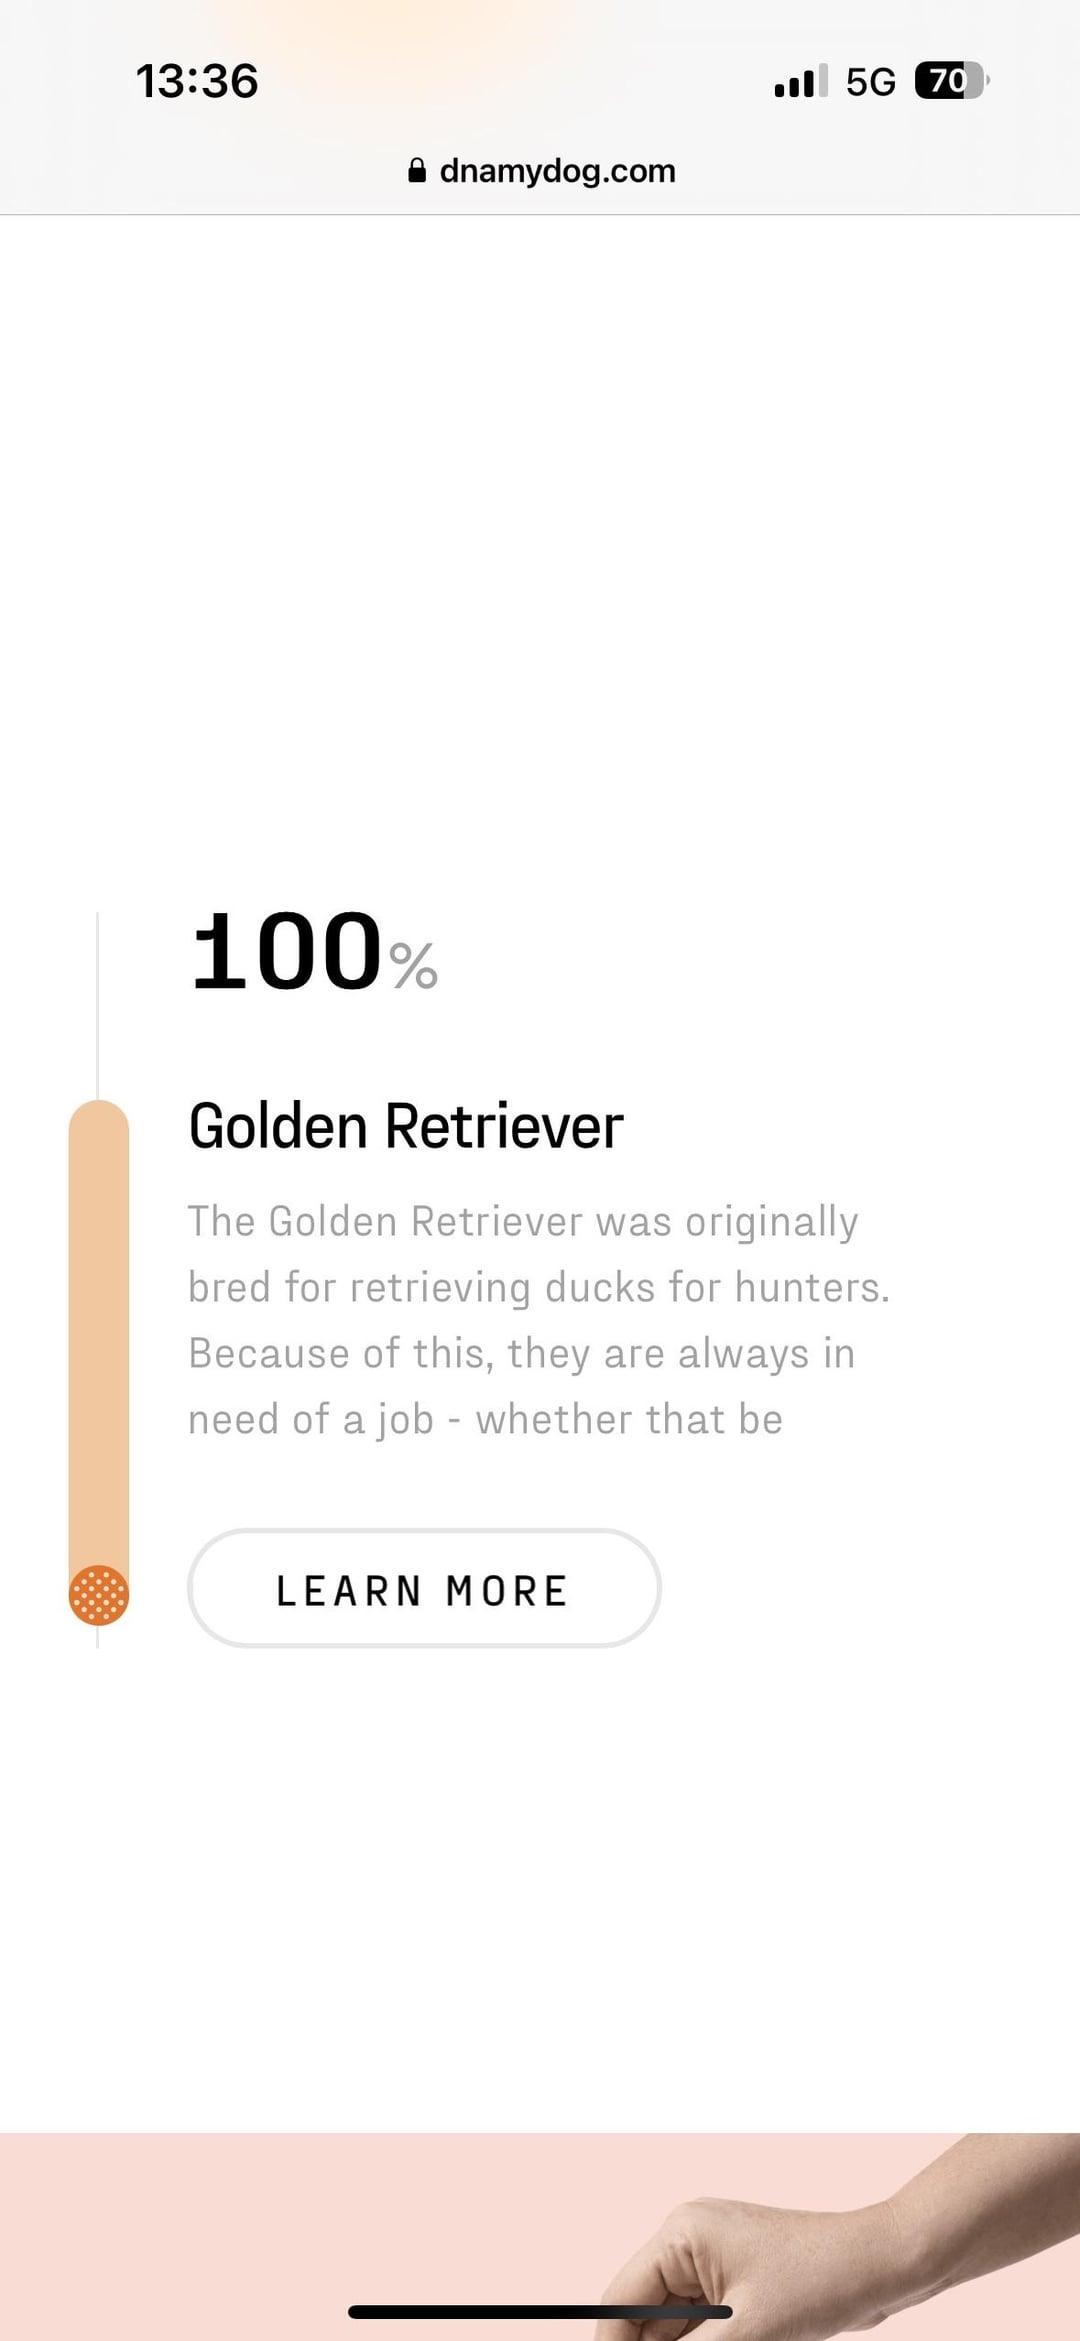 13:36
5G 70
dnamydog.com
100%
Golden Retriever
The Golden Retriever was originally
bred for retrieving ducks for hunters.
Because of this, they are always in
need of a job - whether that be
LEARN MORE